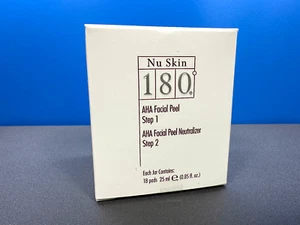 Nu Skin
180°
AHA Facial Peel
Step 1
AHA Facial Peel Neutralizer
Step 2
Each Jar Contains:
18 pads 25 ml ℮ (0.85 fl. oz.)